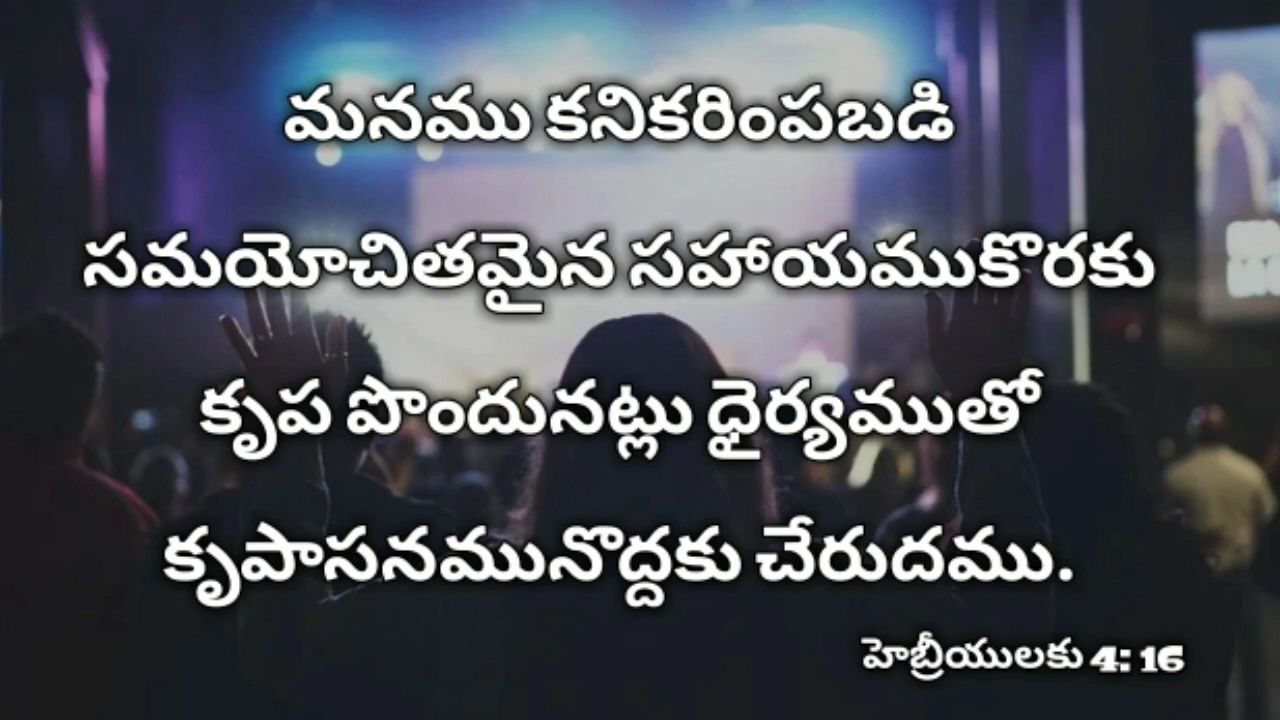 మనము కనికరింపబడి
సమయోచితమైన సహాయముకొరకు
కృప పొందునట్లు ధైర్యముతో
కృపాసనమునొద్దకు చేరుదము.
హెబ్రీయులకు 4: 16